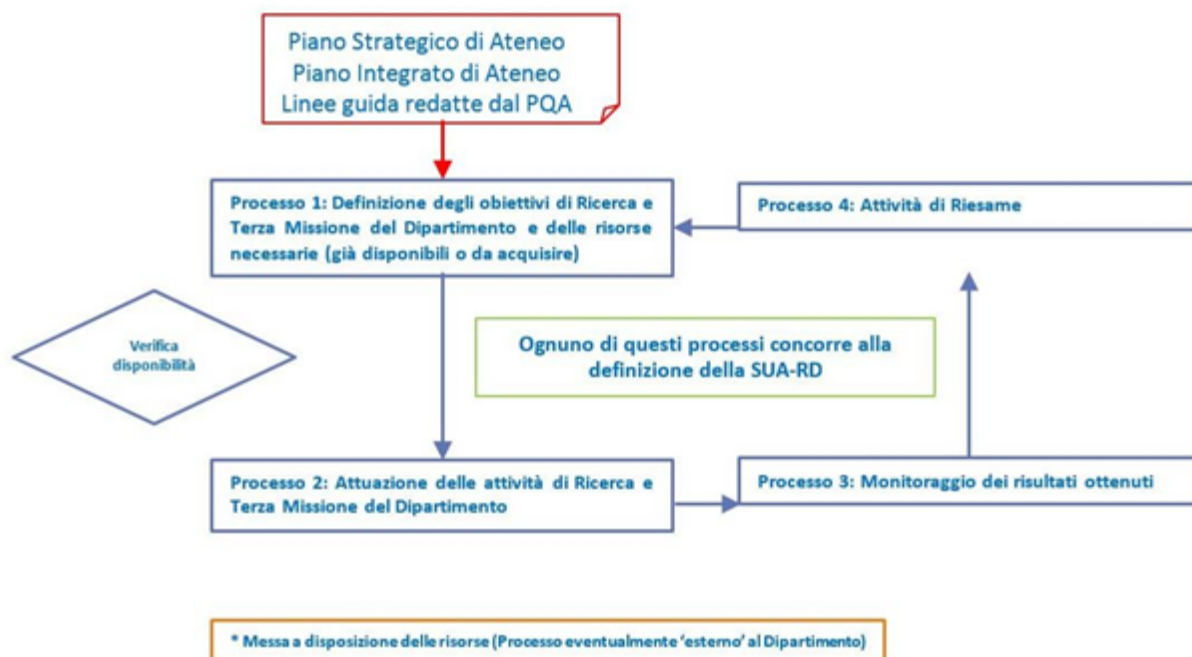 Piano Strategico di Ateneo
Piano Integrato di Ateneo
Linee guida redatte dal PQA
Processo 1: Definizione degli obiettivi di Ricerca e
Terza Missione del Dipartimento e delle risorse
necessarie (già disponibili o da acquisire)
Processo 4: Attività di Riesame
Verifica
disponibilità
Ognuno di questi processi concorre alla
definizione della SUA-RD
Processo 2: Attuazione delle attività di Ricerca e
Terza Missione del Dipartimento
Processo 3: Monitoraggio dei risultati ottenuti
* Messa a disposizione delle risorse (Processo eventualmente 'esterno' al Dipartimento)